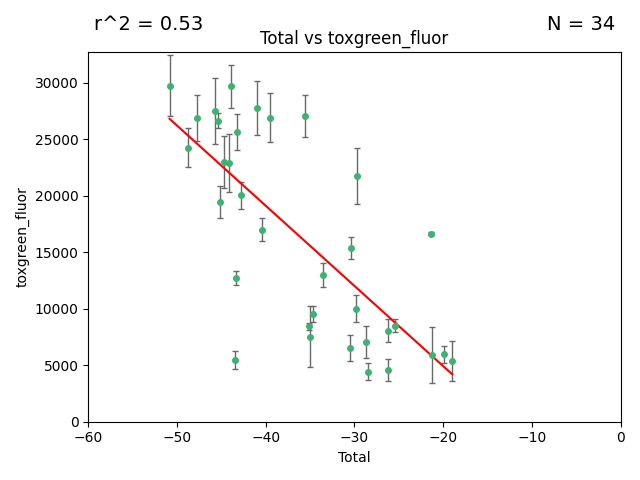 r^2 = 0.53
N = 34
Total vs toxgreen_fluor
30000
25000
20000
15000
10000
5000
0
toxgreen_fluor
−60
−50
−40
−30
−20
−10
0
Total